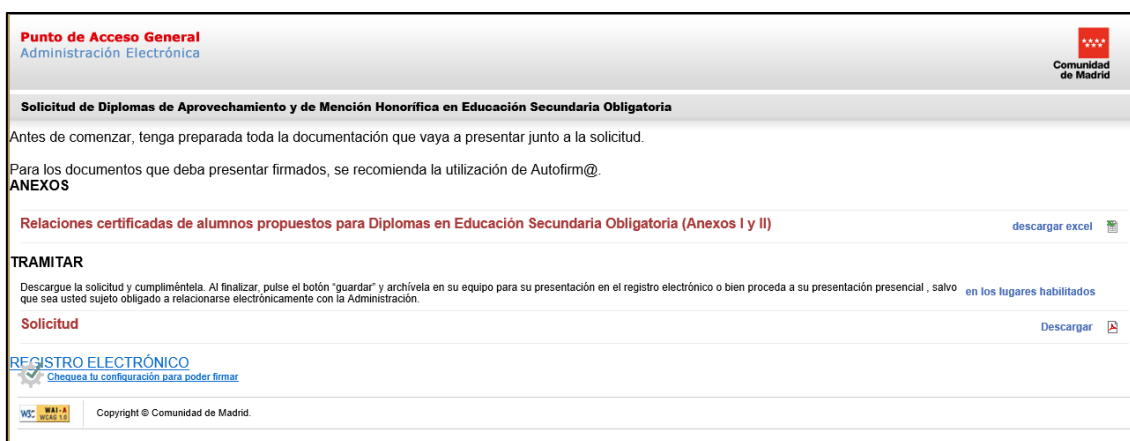 Punto de Acceso General
Administración Electrónica
Comunidad
de Madrid
Solicitud de Diplomas de Aprovechamiento y de Mención Honorífica en Educación Secundaria Obligatoria
Antes de comenzar, tenga preparada toda la documentación que vaya a presentar junto a la solicitud.
Para los documentos que deba presentar firmados, se recomienda la utilización de Autofirm@.
ANEXOS
Relaciones certificadas de alumnos propuestos para Diplomas en Educación Secundaria Obligatoria (Anexos I y II)
descargar excel
TRAMITAR
Descargue la solicitud y cumpliméntela. Al finalizar, pulse el botón “guardar” y archívela en su equipo para su presentación en el registro electrónico o bien proceda a su presentación presencial , salvo
que sea usted sujeto obligado a relacionarse electrónicamente con la Administración.
en los lugares habilitados
Solicitud
Descargar
REGISTRO ELECTRÓNICO
Chequea tu configuración para poder firmar
W3C WAI-A
WCAG 1.0
Copyright © Comunidad de Madrid.